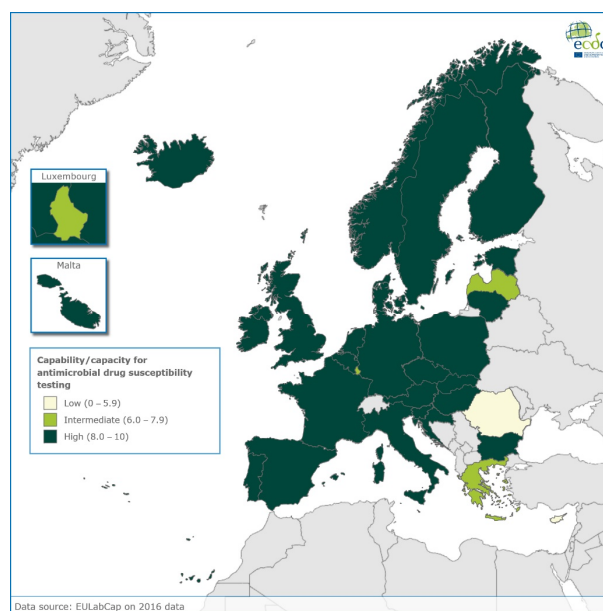 ecdc
Luxembourg
Malta
Capability/capacity for
antimicrobial drug susceptibility
testing
Low (0 – 5.9)
Intermediate (6.0 – 7.9)
High (8.0 – 10)
Data source: EULabCap on 2016 data